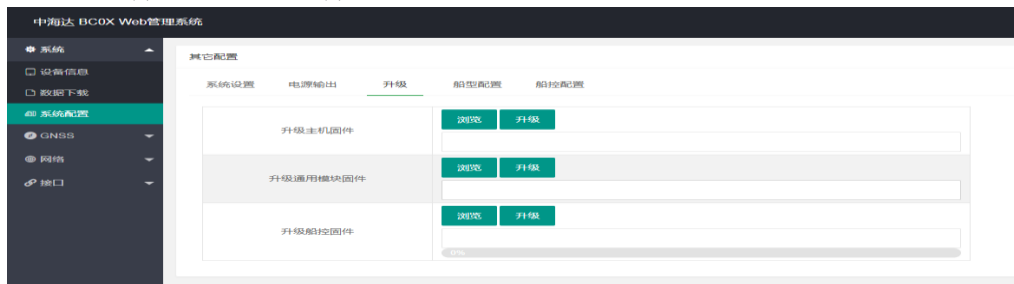 中海达 BC0X Web管理系统
系统
设备信息
数据下载
系统配置
GNSS
网络
接口
其它配置
系统设置 电源输出 升级 船型配置 船控配置
升级主机固件 浏览 升级
升级通用模块固件 浏览 升级
升级船控固件 浏览 升级
0%